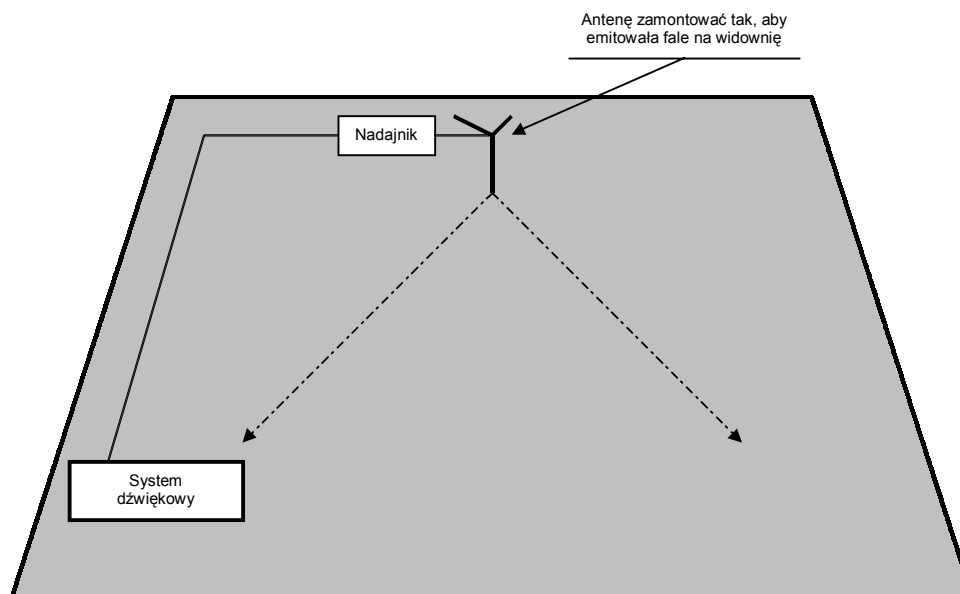 Antenę zamontować tak, aby
emitowała fale na widownię
Nadajnik
System
dźwiękowy